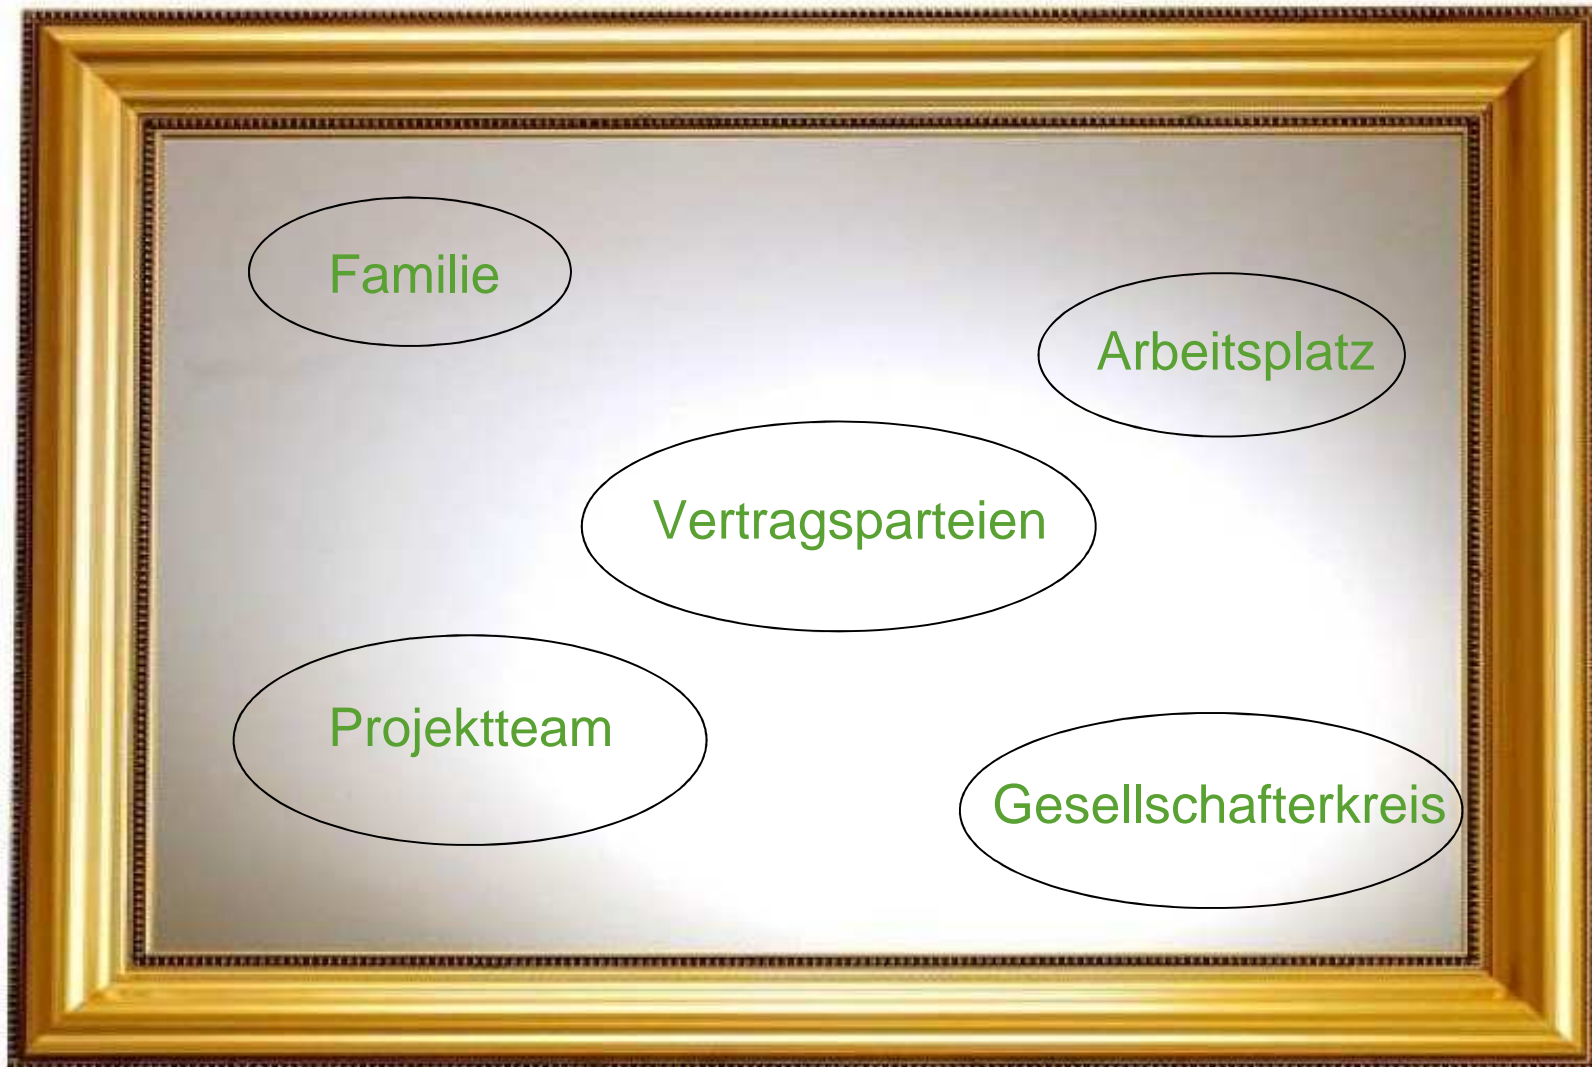 Familie
Arbeitsplatz
Vertragsparteien
Projektteam
Gesellschafterkreis